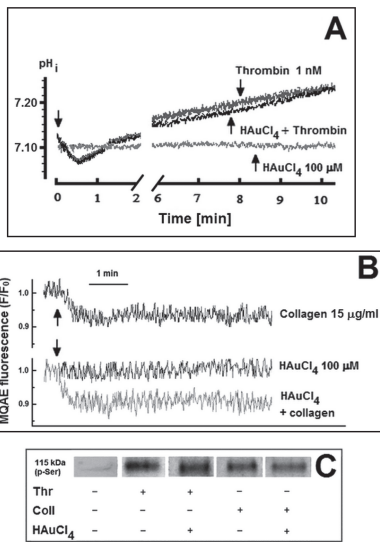 A
pHi
Thrombin 1 nM
7.20
HAuCl4 + Thrombin
7.10
HAuCl4 100 µM
0 1 2 6 7 8 9 10
Time [min]
B
1 min
MQAE fluorescence (F/F0)
1.0
Collagen 15 µg/ml
0.9
1.0
HAuCl4 100 µM
0.9
HAuCl4
+ collagen
C
115 kDa
(p-Ser)
Thr – + + – –
Coll – – – + +
HAuCl4 – – + – +